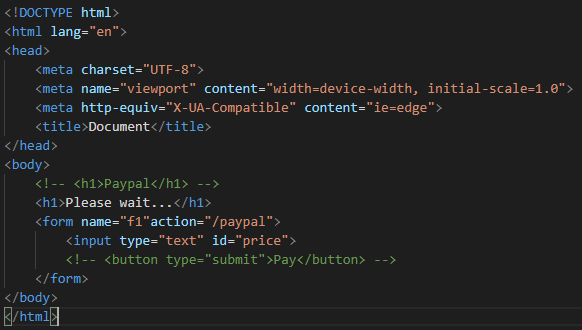 <!DOCTYPE html>
<html lang="en">
<head>
    <meta charset="UTF-8">
    <meta name="viewport" content="width=device-width, initial-scale=1.0">
    <meta http-equiv="X-UA-Compatible" content="ie=edge">
    <title>Document</title>
</head>
<body>
    <!-- <h1>Paypal</h1> -->
    <h1>Please wait...</h1>
    <form name="f1"action="/paypal">
        <input type="text" id="price">
        <!-- <button type="submit">Pay</button> -->
    </form>
</body>
</html>